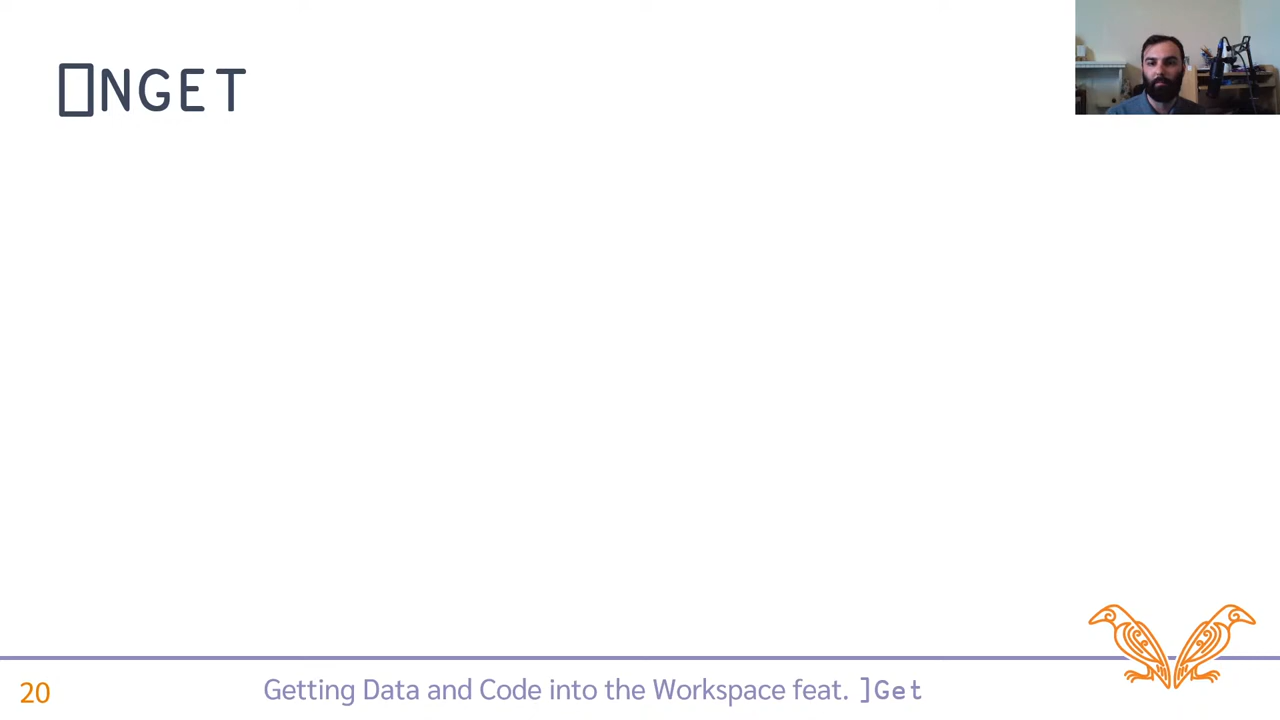 ⎕NGET
20
Getting Data and Code into the Workspace feat. ]Get